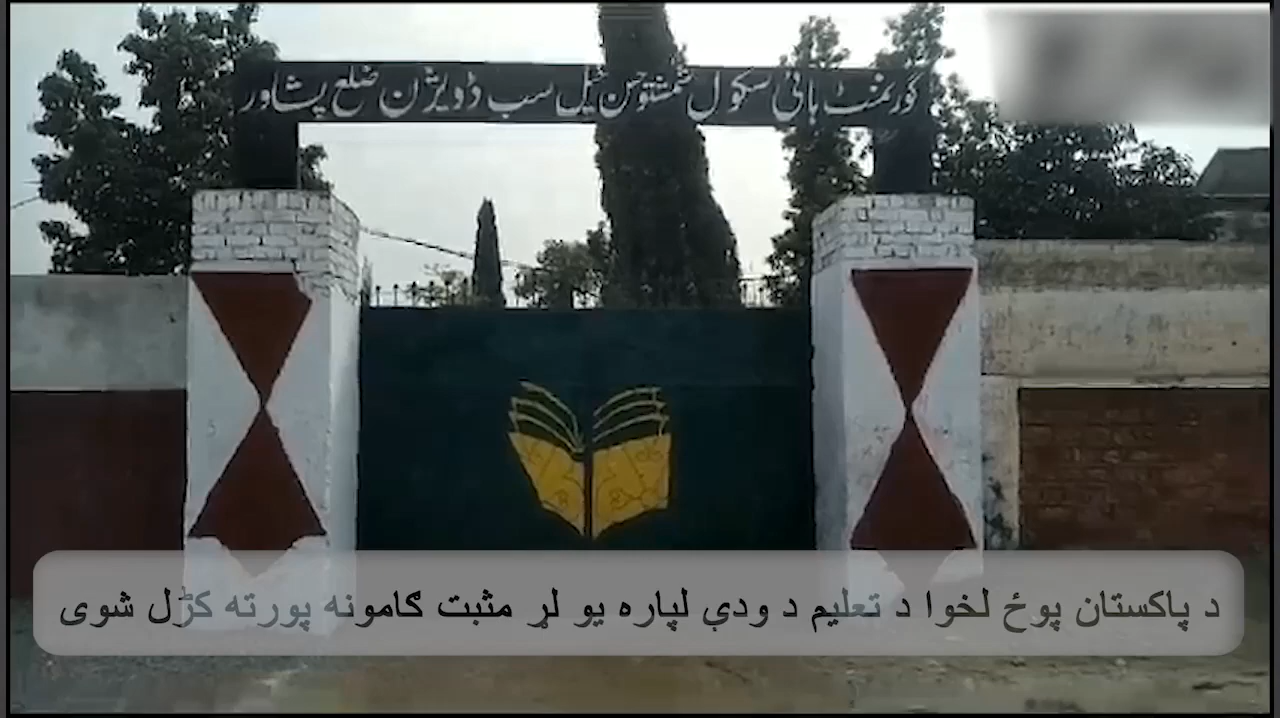 گورنمنٹ ہائی سکول شمشتو حسن خیل سب ڈویژن ضلع پشاور
د پاکستان پوځ لخوا د تعلیم د ودې لپاره یو لړ مثبت ګامونه پورته کړل شوی